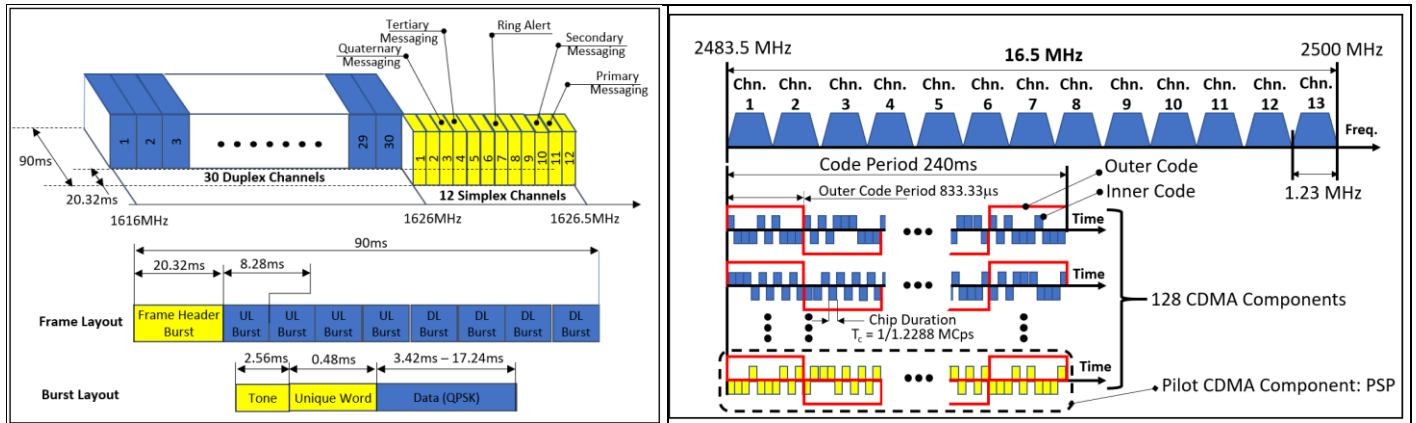 Tertiary
Messaging
Ring Alert
Quaternary
Messaging
Secondary
Messaging
Primary
Messaging
1
2
3
29
30
1
2
3
4
5
6
7
8
9
10
11
12
90ms
20.32ms
30 Duplex Channels
12 Simplex Channels
1616MHz
1626MHz
1626.5MHz
90ms
20.32ms
8.28ms
Frame Layout
Frame Header
Burst
UL
Burst
UL
Burst
UL
Burst
UL
Burst
DL
Burst
DL
Burst
DL
Burst
DL
Burst
2.56ms
0.48ms
3.42ms – 17.24ms
Burst Layout
Tone
Unique Word
Data (QPSK)
2483.5 MHz
16.5 MHz
2500 MHz
Chn.
1
Chn.
2
Chn.
3
Chn.
4
Chn.
5
Chn.
6
Chn.
7
Chn.
8
Chn.
9
Chn.
10
Chn.
11
Chn.
12
Chn.
13
Freq.
Code Period 240ms
Outer Code
Outer Code Period 833.33μs
Inner Code
1.23 MHz
Time
Time
128 CDMA Components
Chip Duration
Tc = 1/1.2288 MCps
Time
Pilot CDMA Component: PSP